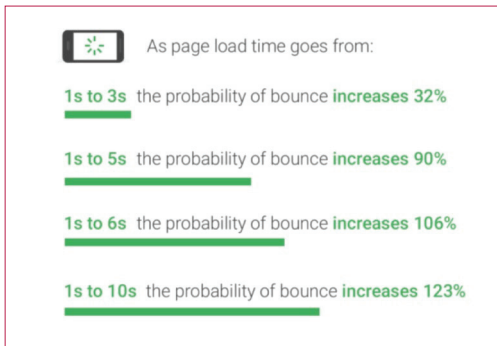 As page load time goes from:
1s to 3s the probability of bounce increases 32%
1s to 5s the probability of bounce increases 90%
1s to 6s the probability of bounce increases 106%
1s to 10s the probability of bounce increases 123%